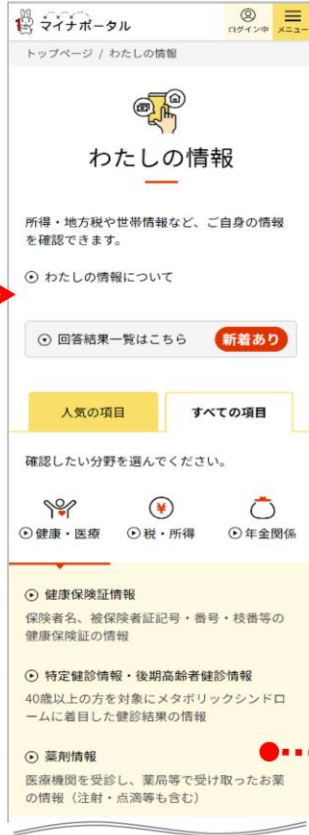 マイナポータル
ログイン中
メニュー
トップページ / わたしの情報
わたしの情報
所得・地方税や世帯情報など、ご自身の情報
を確認できます。
わたしの情報について
回答結果一覧はこちら
新着あり
人気の項目
すべての項目
確認したい分野を選んでください。
¥
健康・医療
税・所得
年金関係
健康保険証情報
保険者名、被保険者証記号・番号・枝番等の
健康保険証の情報
特定健診情報・後期高齢者健診情報
40歳以上の方を対象にメタボリックシンドロ
ームに着目した健診結果の情報
薬剤情報
医療機関を受診し、薬局等で受け取ったお薬
の情報（注射・点滴等も含む）